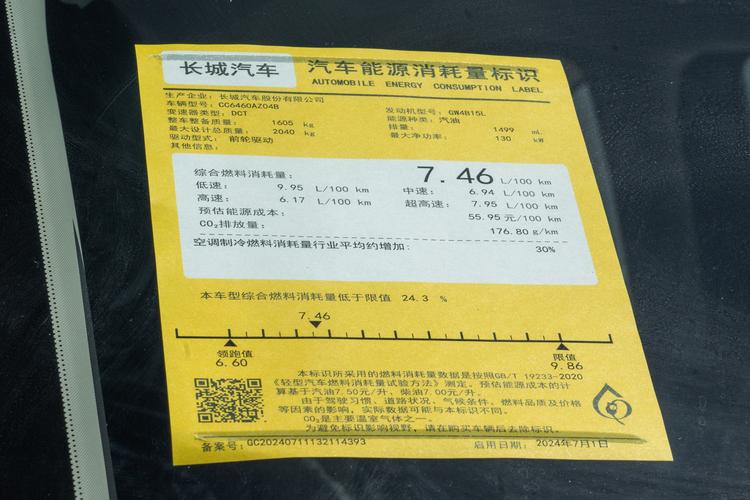 长城汽车 汽车能源消耗量标识
AUTOMOBILE ENERGY CONSUMPTION LABEL
生产企业：长城汽车股份有限公司
车辆型号：CC6460AZ04B 发动机型号：GW4B15L
变速器类型：DCT 能源种类：汽油
整车整备质量： 1605 kg 排量： 1499 mL
最大设计总质量： 2040 kg 最大净功率： 130 kW
驱动型式：前轮驱动
其他信息：
综合燃料消耗量： 7.46 L/100 km
低速： 9.95 L/100 km 中速： 6.94 L/100 km
高速： 6.17 L/100 km 超高速： 7.95 L/100 km
预估能源成本： 55.95 元/100 km
CO₂排放量： 176.80 g/km
空调制冷燃料消耗量行业平均约增加： 30%
本车型综合燃料消耗量低于限值 24.3 %
7.46
领跑值 限值
6.60 9.86
本标识所采用的燃料消耗量数据是按照GB/T 19233-2020
《轻型汽车燃料消耗量试验方法》测定。预估能源成本的计
算基于汽油7.50元/升，柴油7.00元/升。
由于驾驶习惯、道路状况、气候条件、燃料品质及价格
等因素的影响，实际数据可能与本标识不同。
CO₂是主要温室气体之一。
为避免标识影响视野，请在购买车辆后去除标识。
备案号：GC20240711132114393 启用日期：2024年7月1日